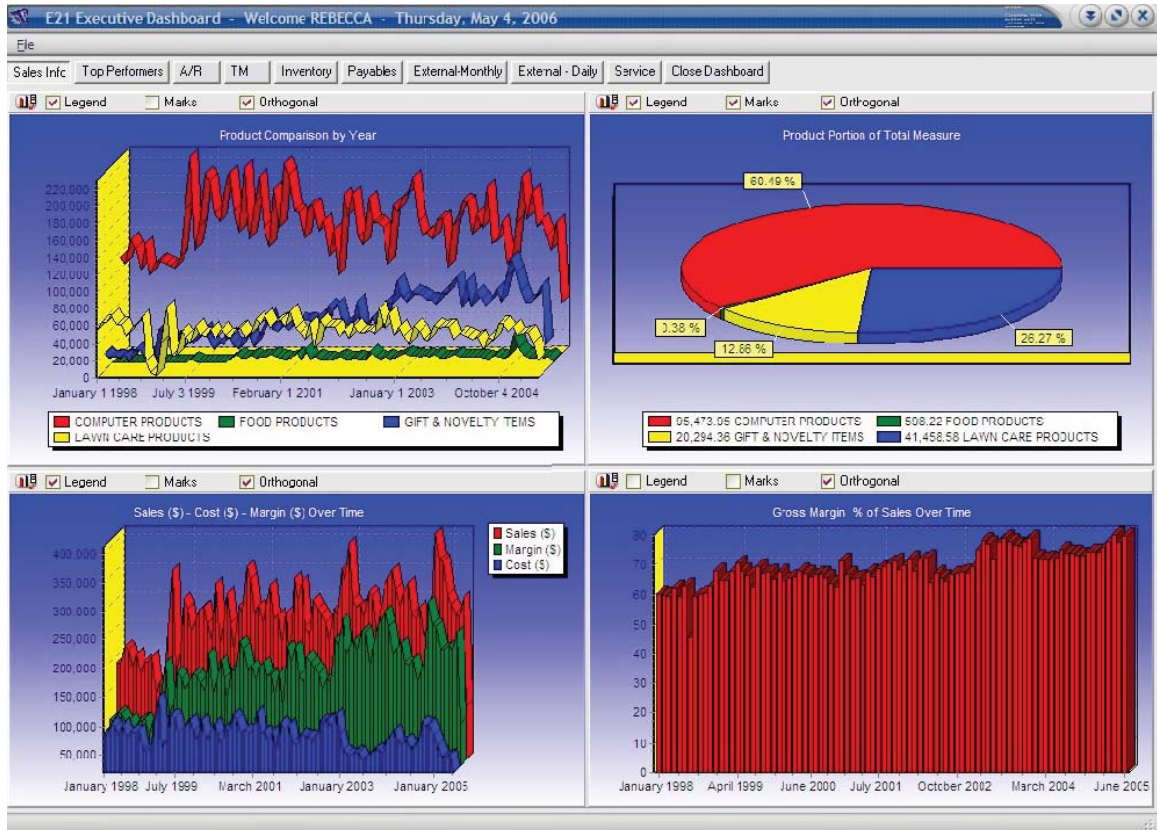 E21 Executive Dashboard - Welcome REBECCA - Thursday, May 4, 2006
File
Sales Info Top Performers A/R TM Inventory Payables External-Monthly External - Daily Service Close Dashboard
Legend Marks Orthogonal
Product Comparison by Year
220,000
200,000
180,000
160,000
140,000
120,000
100,000
80,000
60,000
40,000
20,000
0
January 1 1998 July 3 1999 February 1 2001 January 1 2003 October 4 2004
COMPUTER PRODUCTS FOOD PRODUCTS GIFT & NOVELTY ITEMS
LAWN CARE PRODUCTS
Legend Marks Orthogonal
Product Portion of Total Measure
60.49 %
0.38 %
12.86 %
26.27 %
95,473.95 COMPUTER PRODUCTS 598.22 FOOD PRODUCTS
20,294.36 GIFT & NOVELTY ITEMS 41,458.58 LAWN CARE PRODUCTS
Legend Marks Orthogonal
Sales ($) - Cost ($) - Margin ($) Over Time
Sales ($)
Margin ($)
Cost ($)
400,000
350,000
300,000
250,000
200,000
150,000
100,000
50,000
January 1998 July 1999 March 2001 January 2003 January 2005
Legend Marks Orthogonal
Gross Margin % of Sales Over Time
80
70
60
50
40
30
20
10
0
January 1998 April 1999 June 2000 July 2001 October 2002 March 2004 June 2005